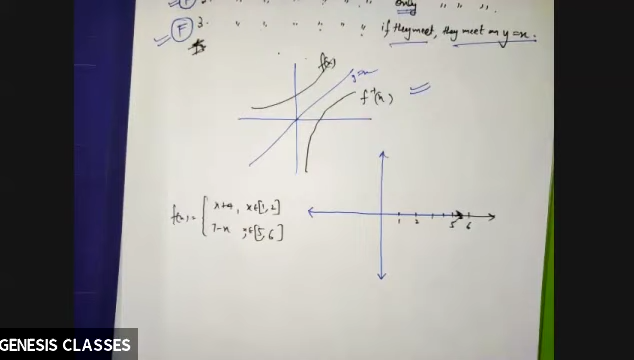 only " " ".
(F) 3. " " " " " if they meet, they meet on y=x.
f(x)
y=x
f⁻¹(x)
f(x) = { x+4, x∈[1,2]
7-x ; ∈[5,6]
1 2 5 6
GENESIS CLASSES